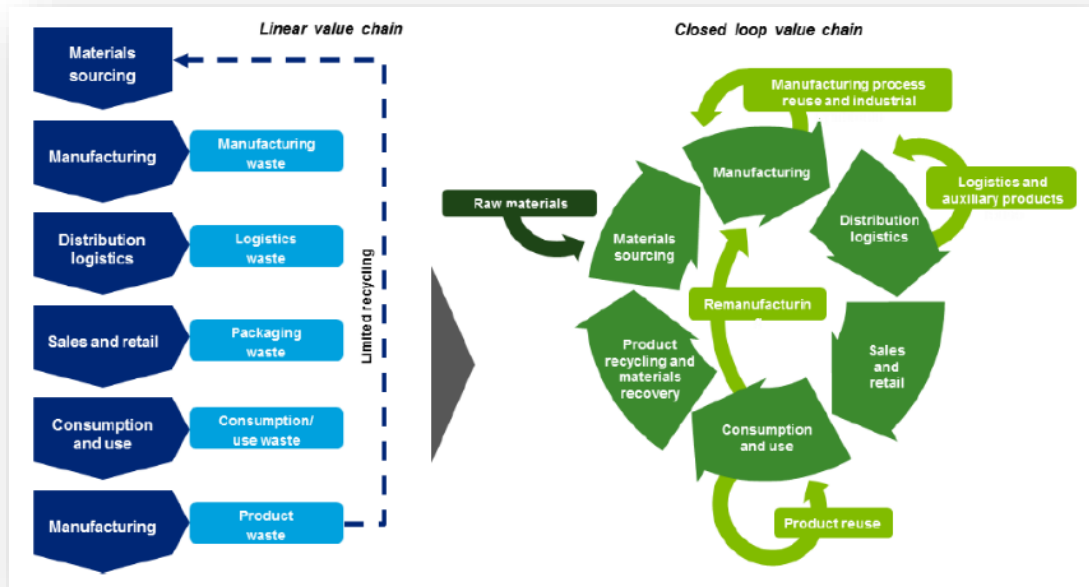 Linear value chain
Materials
sourcing
Manufacturing
Manufacturing
waste
Distribution
logistics
Logistics
waste
Sales and retail
Packaging
waste
Consumption
and use
Consumption/
use waste
Manufacturing
Product
waste
Limited recycling
Closed loop value chain
Manufacturing process
reuse and industrial
Manufacturing
Logistics and
auxiliary products
Raw materials
Distribution
logistics
Materials
sourcing
Remanufacturin
Product
recycling and
materials
recovery
Sales
and
retail
Consumption
and use
Product reuse